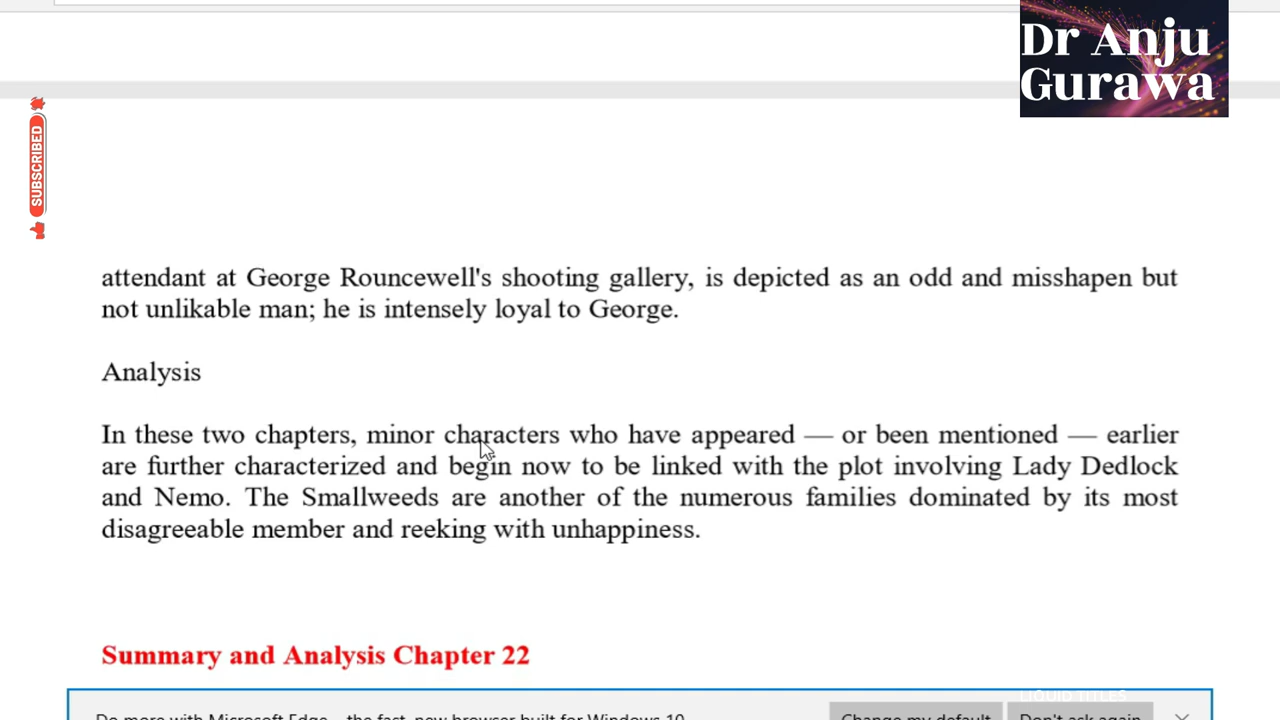 Dr Anju
Gurawa
SUBSCRIBED
attendant at George Rouncewell's shooting gallery, is depicted as an odd and misshapen but
not unlikable man; he is intensely loyal to George.
Analysis
In these two chapters, minor characters who have appeared — or been mentioned — earlier
are further characterized and begin now to be linked with the plot involving Lady Dedlock
and Nemo. The Smallweeds are another of the numerous families dominated by its most
disagreeable member and reeking with unhappiness.
Summary and Analysis Chapter 22
LIQUID TITLES
Do more with Microsoft Edge – the fast, new browser built for Windows 10 Change my default Don't ask again